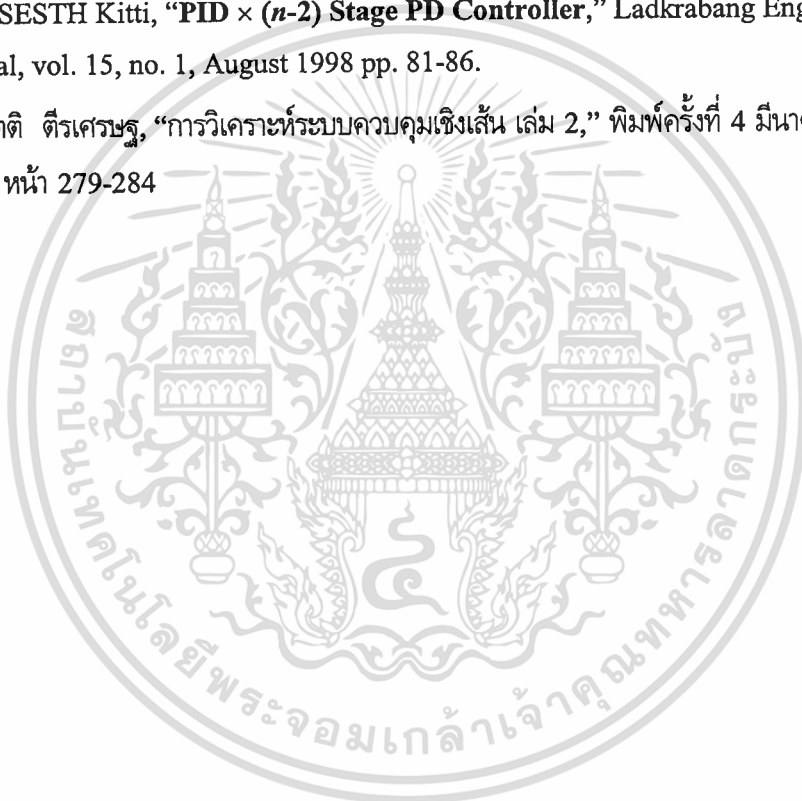 SESTH Kitti, “PID × (n-2) Stage PD Controller,” Ladkrabang Eng
al, vol. 15, no. 1, August 1998 pp. 81-86.
าติ ตีรเศรษฐ, “การวิเคราะห์ระบบควบคุมเชิงเส้น เล่ม 2,” พิมพ์ครั้งที่ 4 มีนาค
หน้า 279-284
๔
สถาบันเทคโนโลยีพระจอมเกล้าเจ้าคุณทหารลาดกระบัง